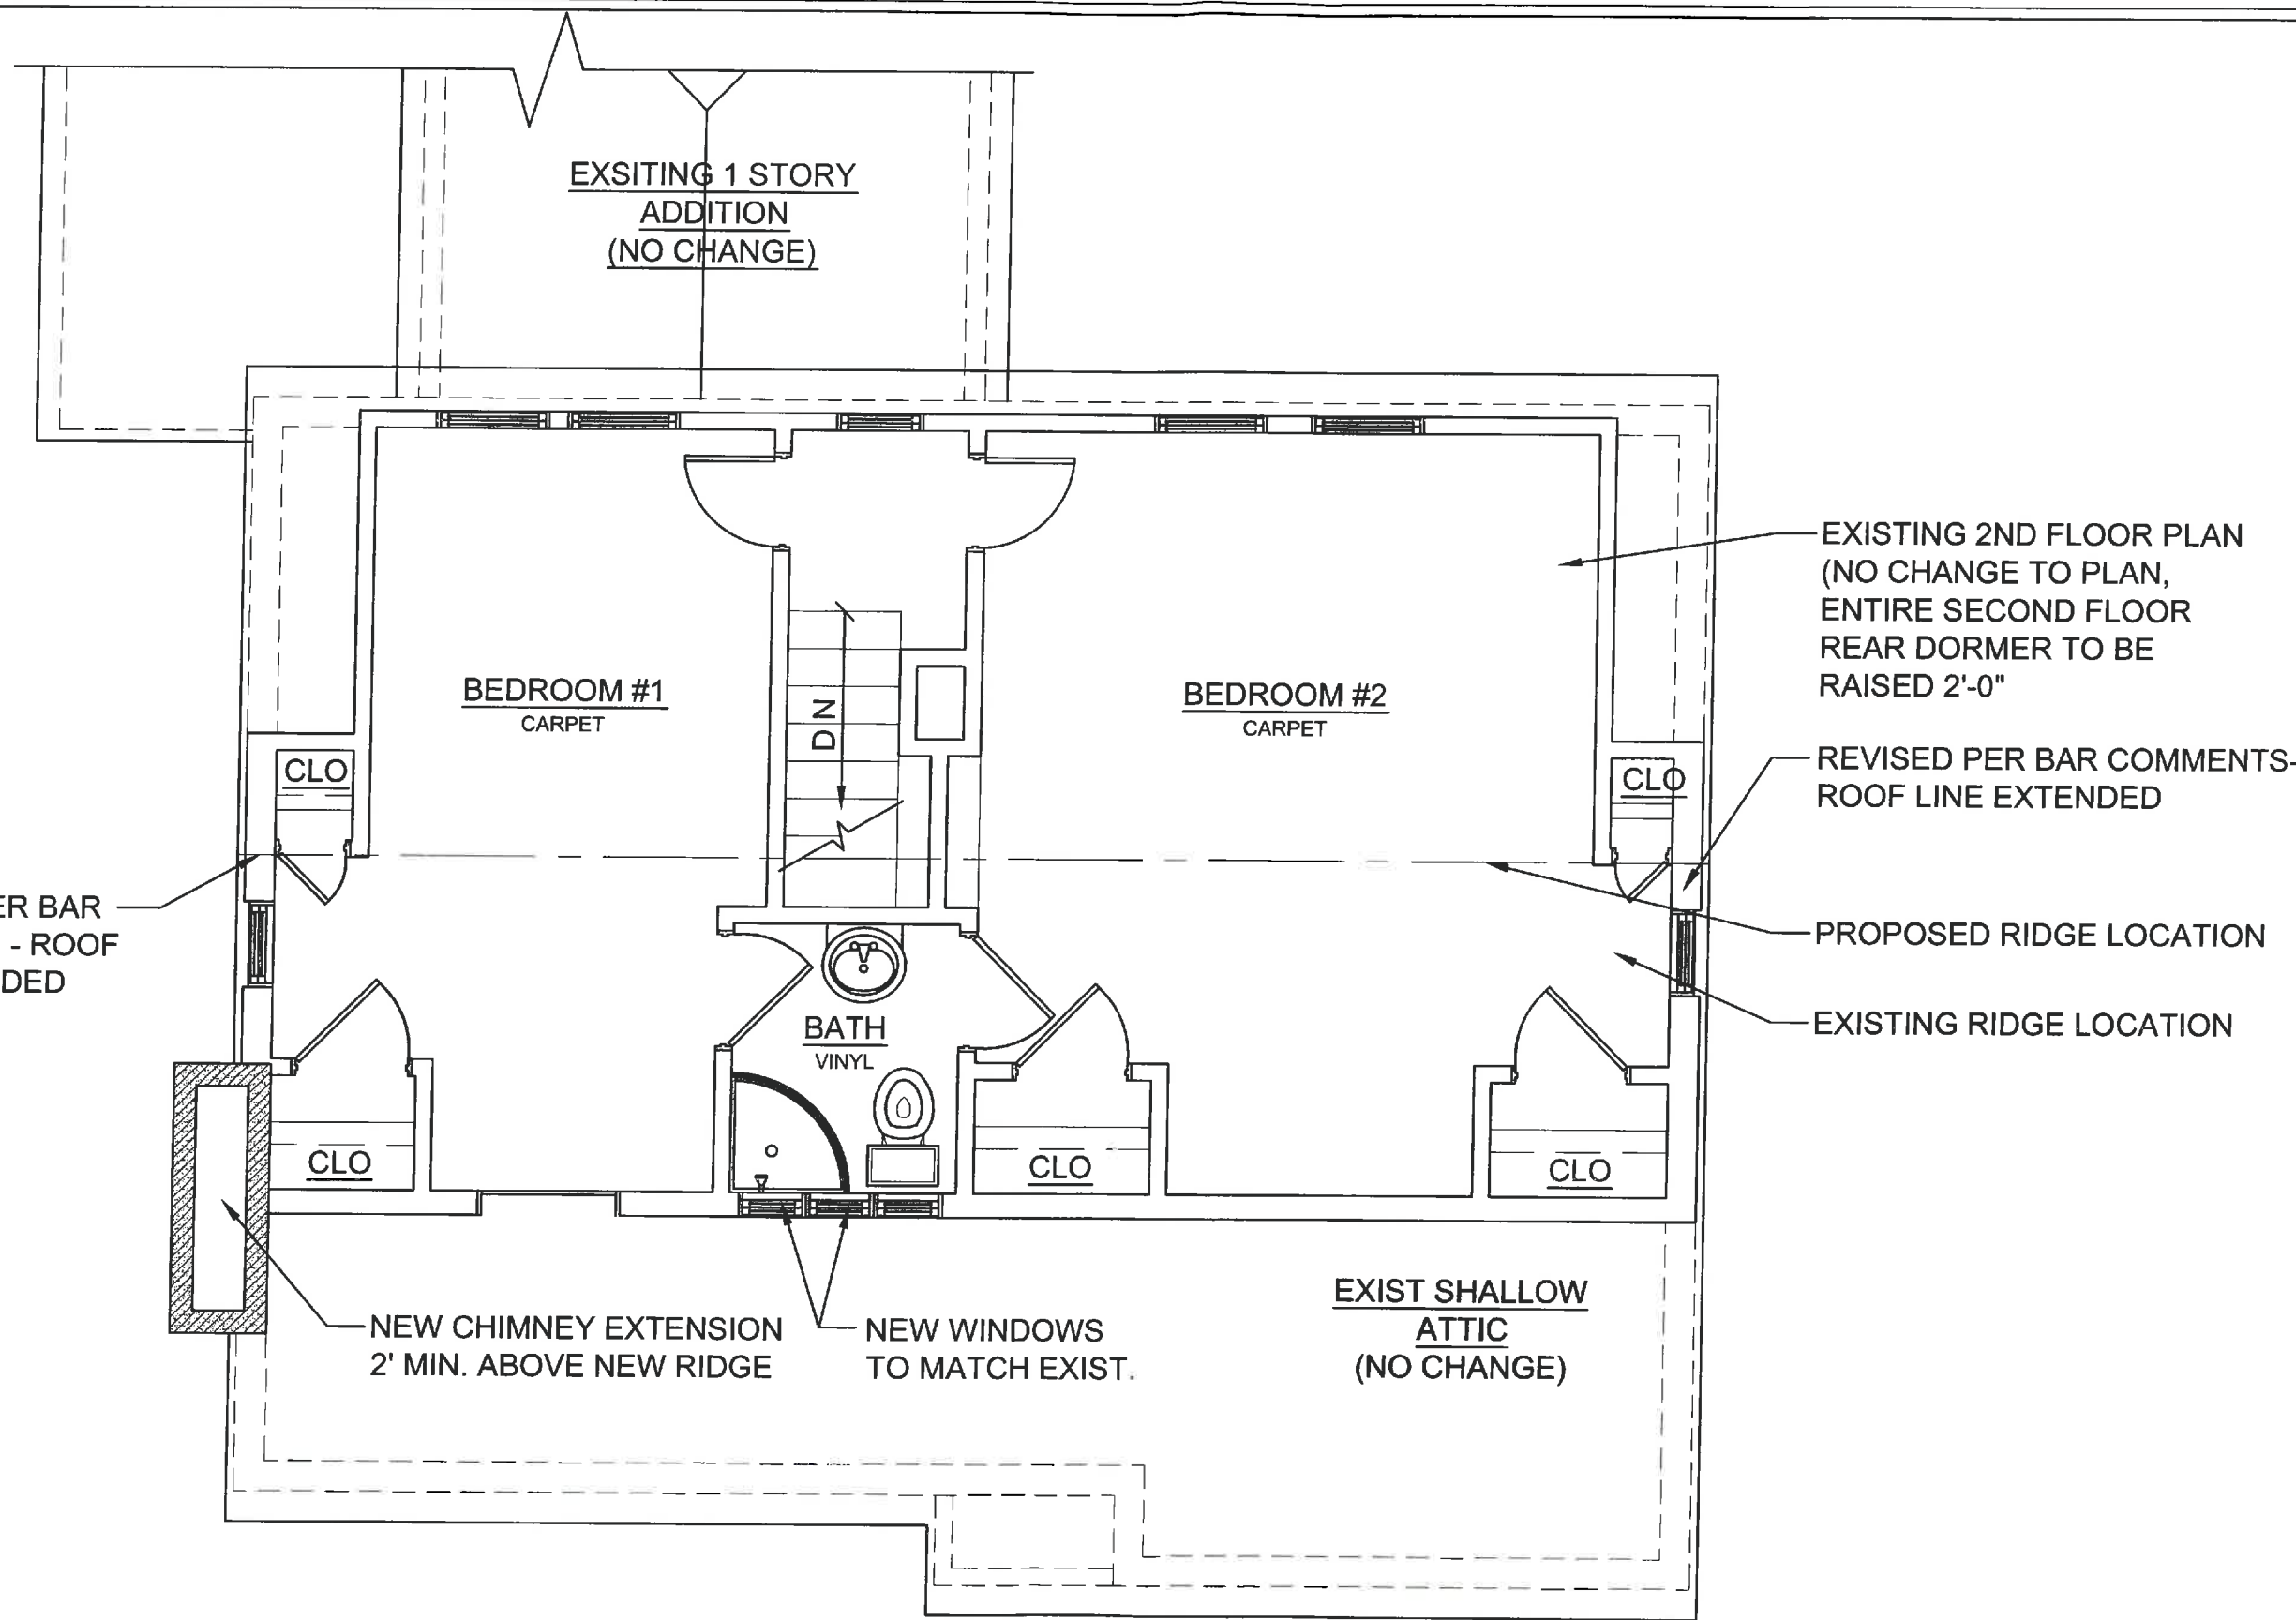 EXSITING 1 STORY
ADDITION
(NO CHANGE)
EXISTING 2ND FLOOR PLAN
(NO CHANGE TO PLAN,
ENTIRE SECOND FLOOR
REAR DORMER TO BE
RAISED 2'-0"
BEDROOM #1
CARPET
DN
BEDROOM #2
CARPET
CLO
CLO
REVISED PER BAR COMMENTS-
ROOF LINE EXTENDED
BAR
- ROOF
PROPOSED RIDGE LOCATION
EXISTING RIDGE LOCATION
BATH
VINYL
CLO
CLO
CLO
NEW CHIMNEY EXTENSION
2' MIN. ABOVE NEW RIDGE
NEW WINDOWS
TO MATCH EXIST.
EXIST SHALLOW
ATTIC
(NO CHANGE)